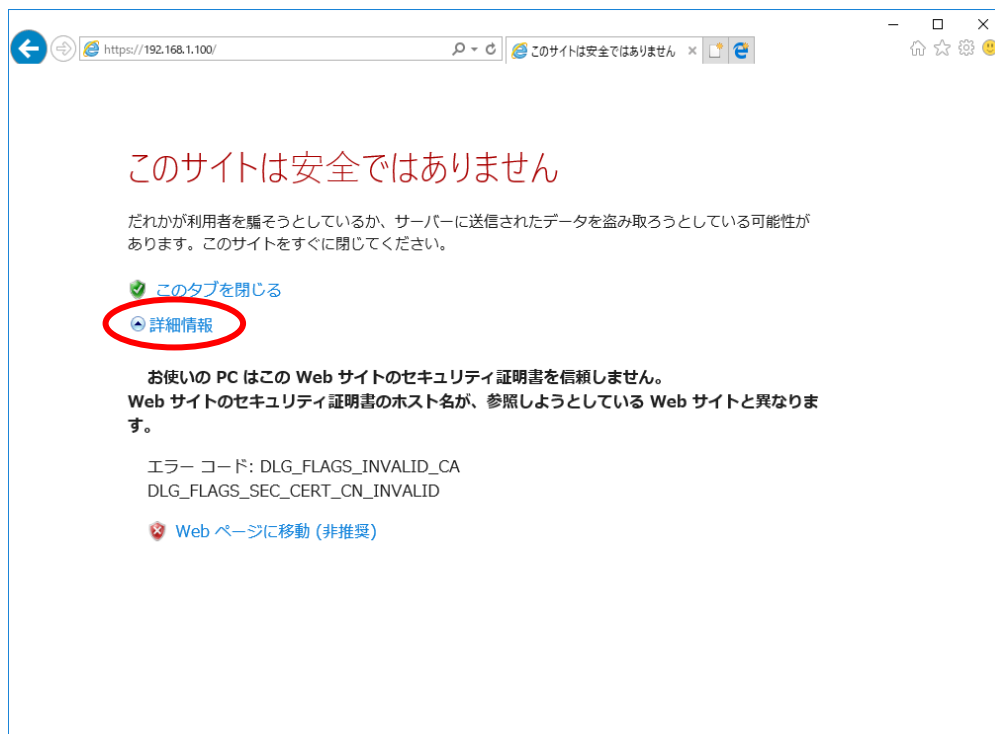 https://192.168.1.100/
このサイトは安全ではありません
このサイトは安全ではありません
だれかが利用者を騙そうとしているか、サーバーに送信されたデータを盗み取ろうとしている可能性が
あります。このサイトをすぐに閉じてください。
このタブを閉じる
詳細情報
お使いの PC はこの Web サイトのセキュリティ証明書を信頼しません。
Web サイトのセキュリティ証明書のホスト名が、参照しようとしている Web サイトと異なりま
す。
エラー コード: DLG_FLAGS_INVALID_CA
DLG_FLAGS_SEC_CERT_CN_INVALID
Web ページに移動 (非推奨)